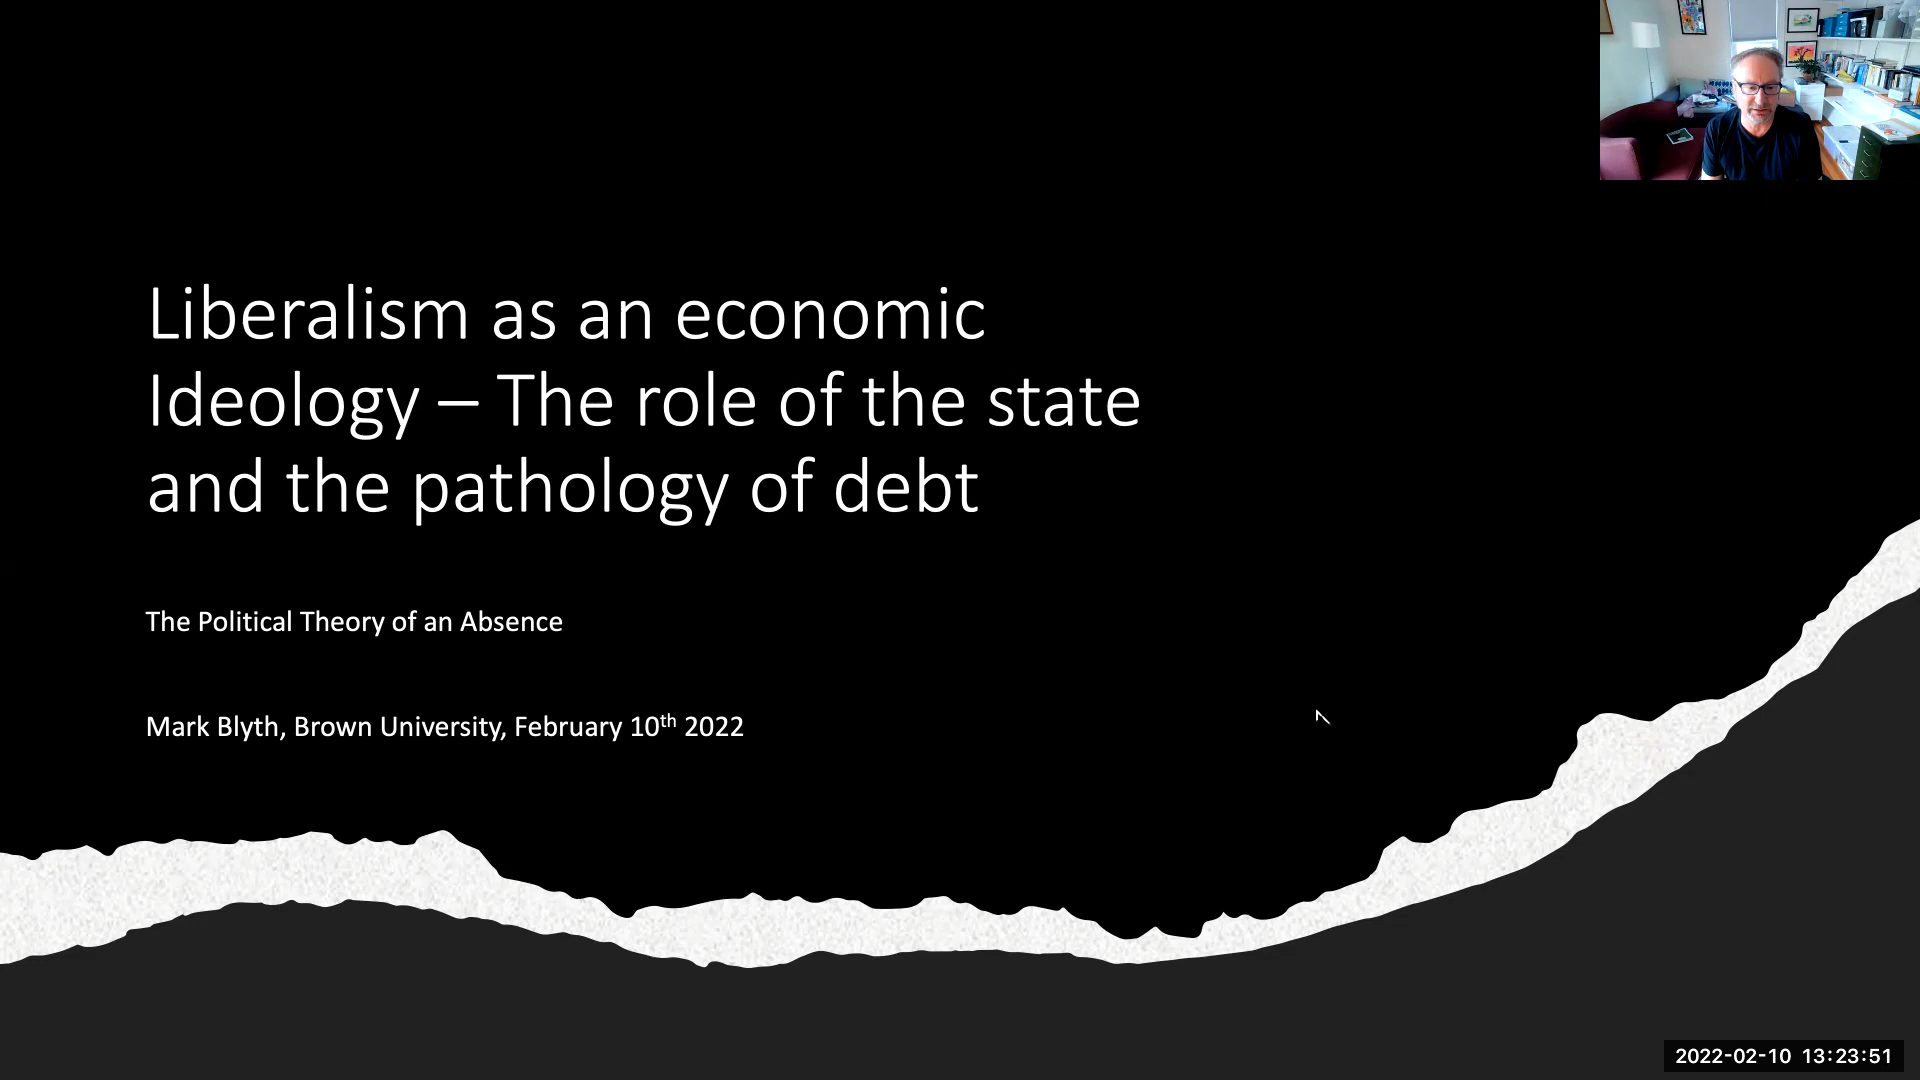 Liberalism as an economic
Ideology – The role of the state
and the pathology of debt
The Political Theory of an Absence
Mark Blyth, Brown University, February 10th 2022
2022-02-10 13:23:51